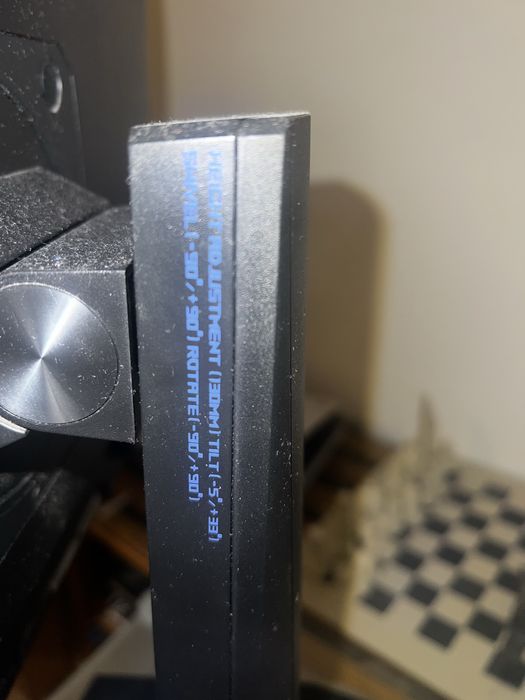 HEIGHT ADJUSTMENT (130MM) TILT (-5°/+33°)
SWIVEL (-90°/+90°) ROTATE (-90°/+90°)